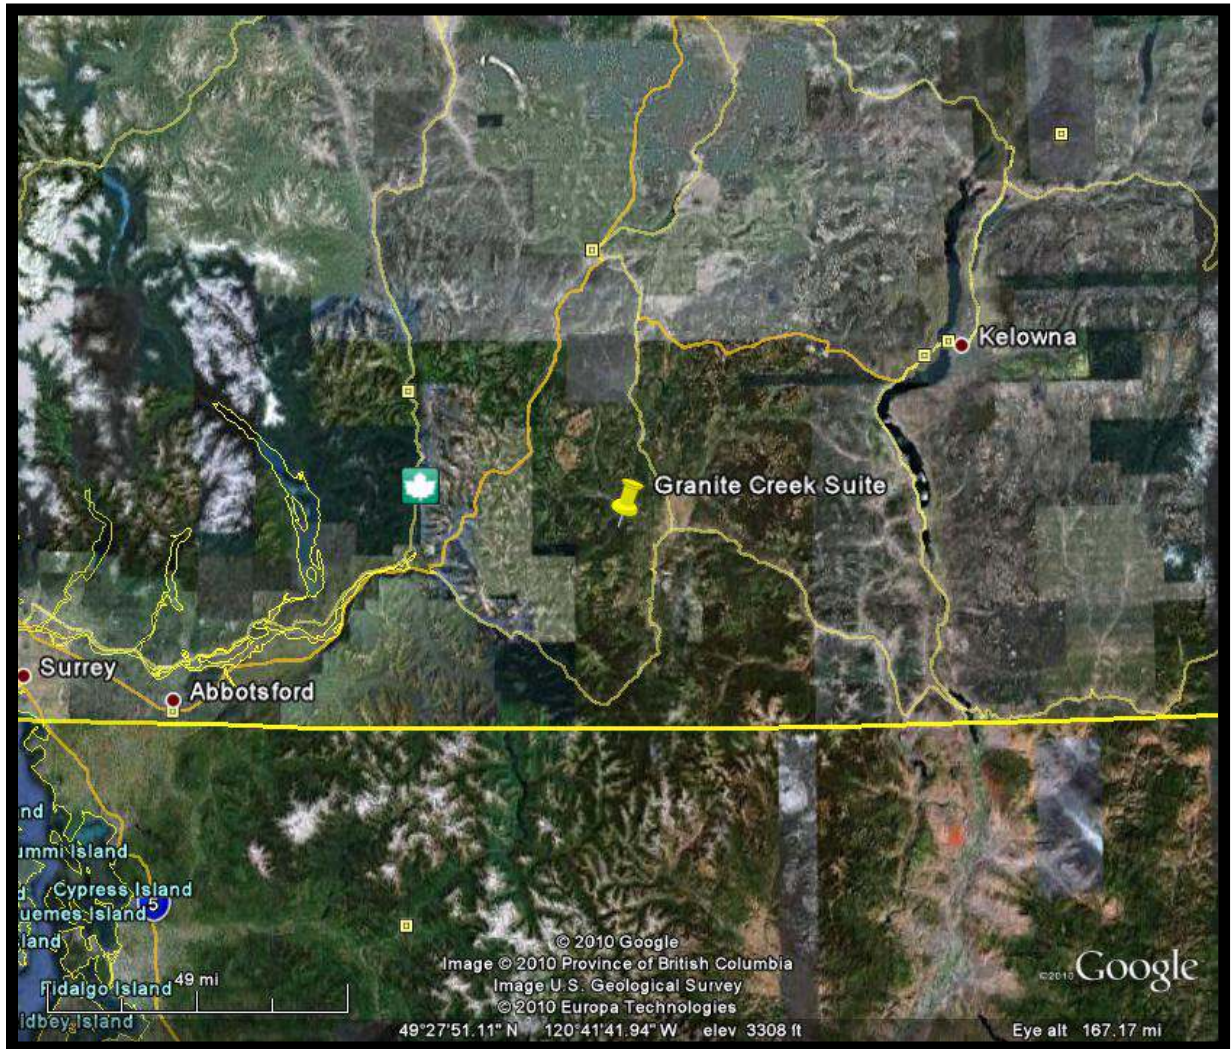 Kelowna
Granite Creek Suite
Surrey
Abbotsford
nd
ummi Island
Cypress Island
5
uemes Island
land
49 mi
Fidalgo Island
idbey Island
© 2010 Google
Image © 2010 Province of British Columbia
Image U.S. Geological Survey
© 2010 Europa Technologies
©2010 Google
49°27'51.11" N 120°41'41.94" W elev 3308 ft Eye alt 167.17 mi